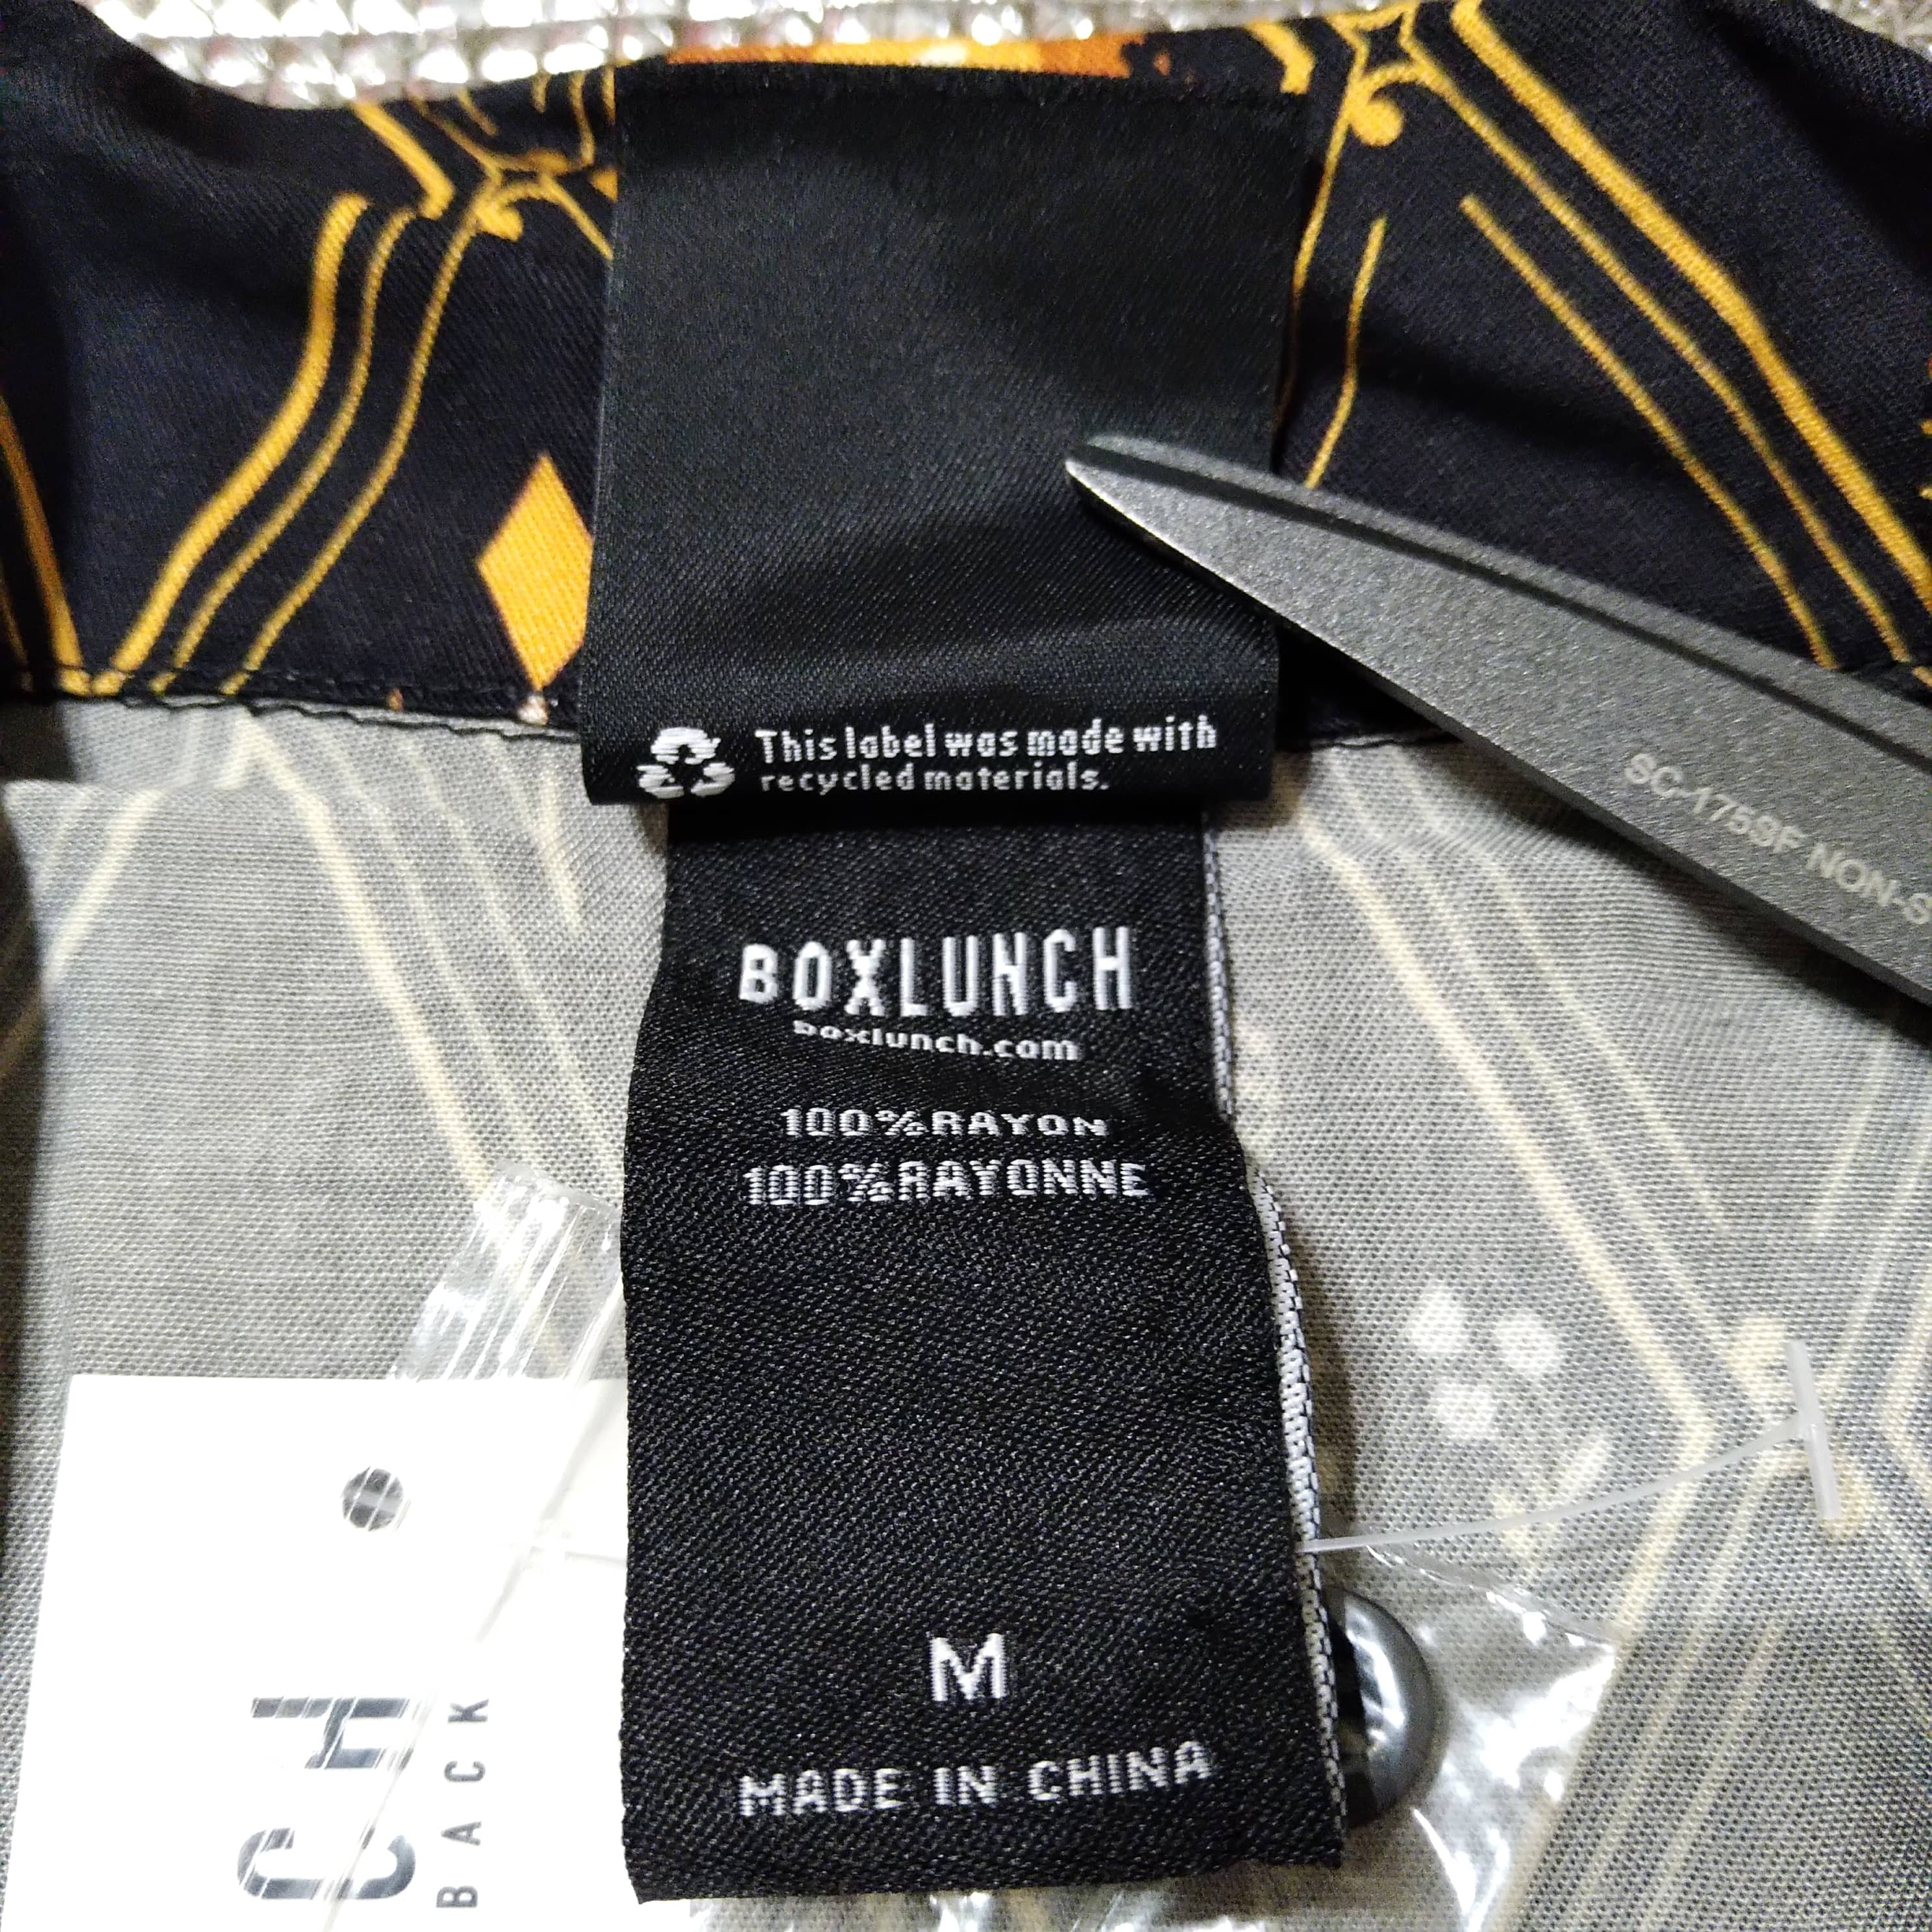 This label was made with
recycled materials.
SC-175SF NON-S
BOXLUNCH
boxlunch.com
100%RAYON
100%RAYONNE
M
MADE IN CHINA
CH
BACK